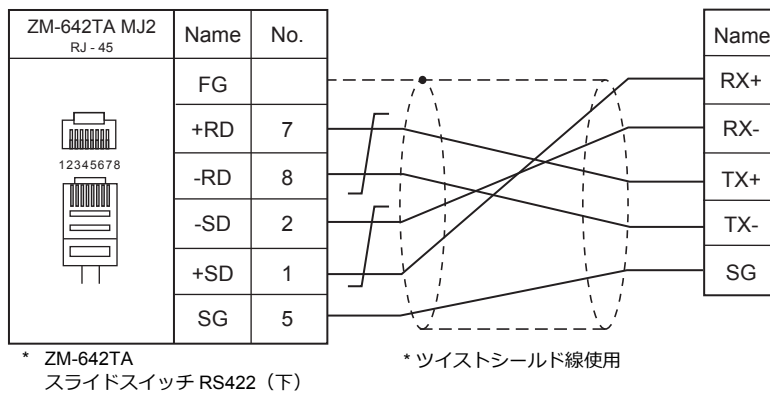 ZM-642TA MJ2
RJ - 45
Name No.
FG
+RD 7
-RD 8
-SD 2
+SD 1
SG 5
12345678
Name
RX+
RX-
TX+
TX-
SG
* ZM-642TA
スライドスイッチ RS422（下）
* ツイストシールド線使用